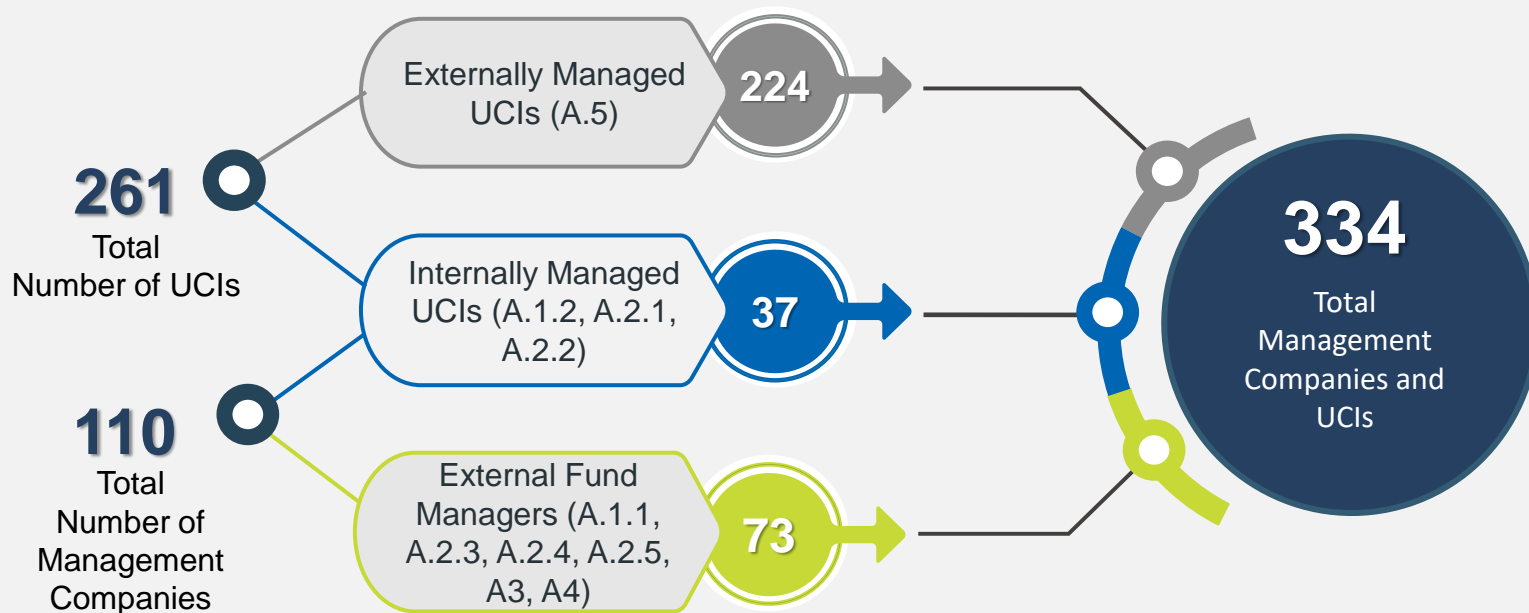 261
Total
Number of UCIs
110
Total
Number of
Management
Companies
Externally Managed
UCIs (A.5)
224
Internally Managed
UCIs (A.1.2, A.2.1,
A.2.2)
37
External Fund
Managers (A.1.1,
A.2.3, A.2.4, A.2.5,
A3, A4)
73
334
Total
Management
Companies and
UCIs